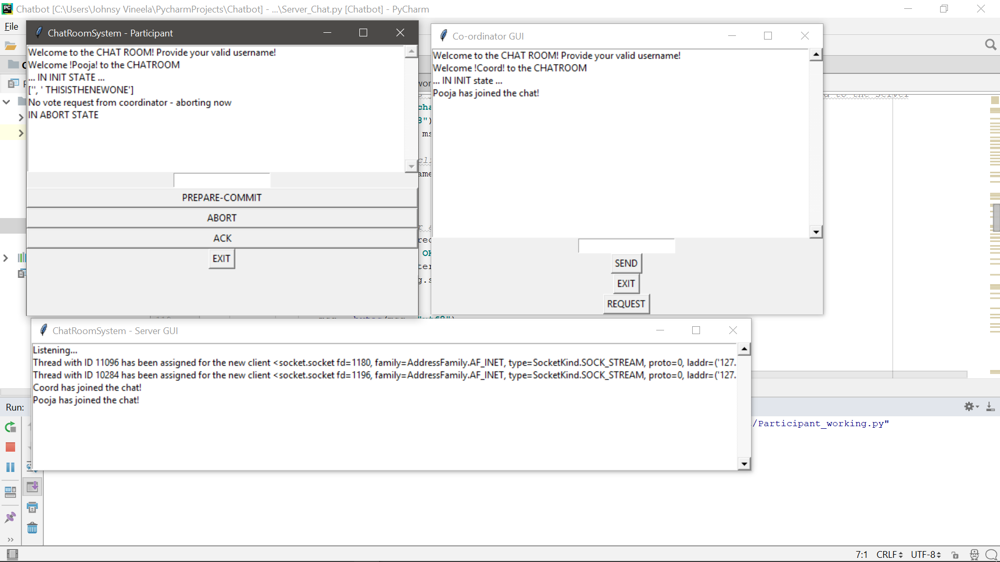 Chatbot [C:\Users\Johnsy Vineela\PycharmProjects\Chatbot] - ...\Server_Chat.py [Chatbot] - PyCharm
File
ChatRoomSystem - Participant
Welcome to the CHAT ROOM! Provide your valid username!
Welcome !Pooja! to the CHATROOM
... IN INIT STATE ...
['', ' THISISTHENEWONE']
No vote request from coordinator - aborting now
IN ABORT STATE
PREPARE-COMMIT
ABORT
ACK
EXIT
Co-ordinator GUI
Welcome to the CHAT ROOM! Provide your valid username!
Welcome !Coord! to the CHATROOM
... IN INIT state ...
Pooja has joined the chat!
SEND
EXIT
REQUEST
ChatRoomSystem - Server GUI
Listening...
Thread with ID 11096 has been assigned for the new client <socket.socket fd=1180, family=AddressFamily.AF_INET, type=SocketKind.SOCK_STREAM, proto=0, laddr=('127.
Thread with ID 10284 has been assigned for the new client <socket.socket fd=1196, family=AddressFamily.AF_INET, type=SocketKind.SOCK_STREAM, proto=0, laddr=('127.
Coord has joined the chat!
Pooja has joined the chat!
Run:
/Participant_working.py"
7:1 CRLF UTF-8